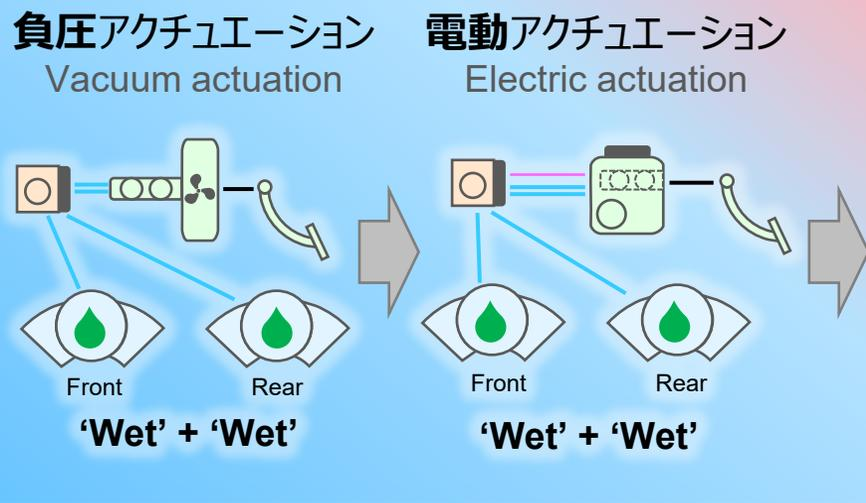 負圧アクチュエーション
Vacuum actuation
Front
Rear
‘Wet’ + ‘Wet’
電動アクチュエーション
Electric actuation
Front
Rear
‘Wet’ + ‘Wet’